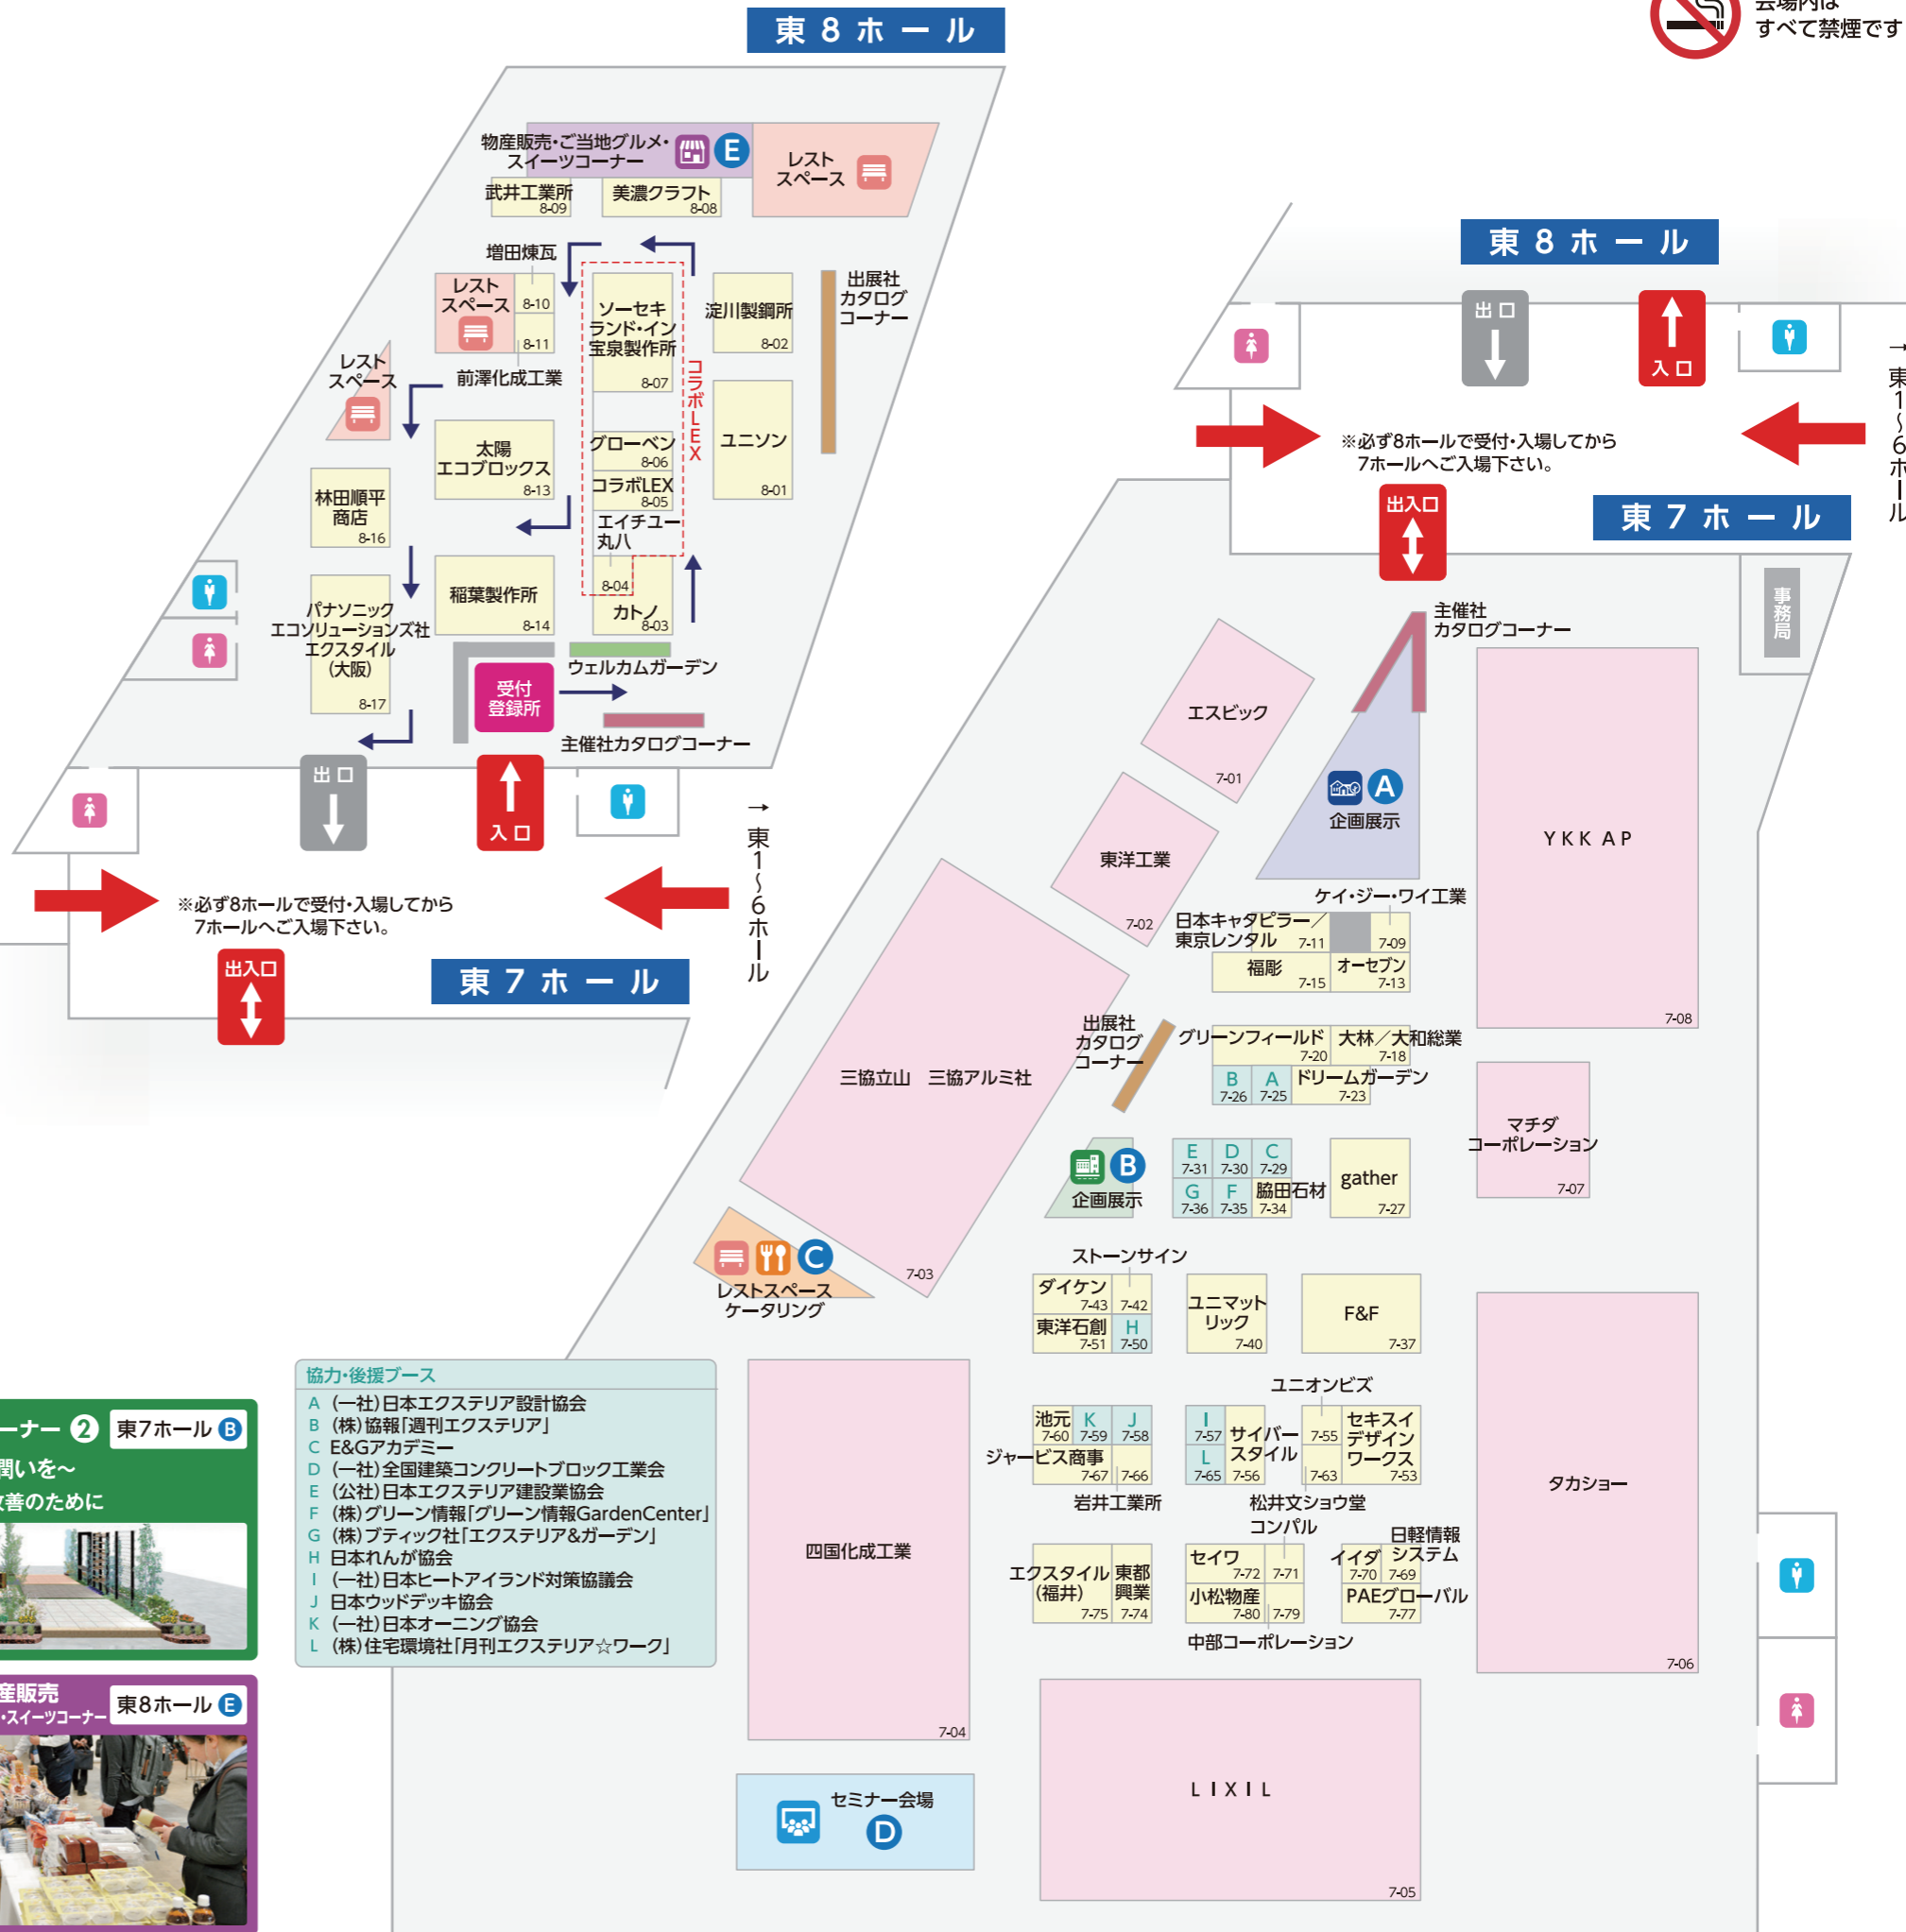 会場内は
すべて禁煙です
東8ホール
物産販売・ご当地グルメ・
スイーツコーナー
E
レスト
スペース
武井工業所
8-09
美濃クラフト
8-08
増田煉瓦
8-10
レスト
スペース
8-11
前澤化成工業
ソーセキ
ランド・イン
宝泉製作所
8-07
淀川製鋼所
8-02
出展社
カタログ
コーナー
レスト
スペース
コラボLEX
太陽
エコブロックス
8-13
グローベン
8-06
コラボLEX
8-05
エイチユー
丸八
8-04
ユニソン
8-01
林田順平
商店
8-16
パナソニック
エコソリューションズ社
エクスタイル
(大阪)
8-17
稲葉製作所
8-14
カトノ
8-03
ウェルカムガーデン
受付
登録所
主催社カタログコーナー
出口
入口
→東1～6ホール
※必ず8ホールで受付・入場してから
7ホールへご入場下さい。
出入口
東7ホール
東8ホール
出口
入口
→東1～6ホール
※必ず8ホールで受付・入場してから
7ホールへご入場下さい。
出入口
東7ホール
事務局
主催社
カタログコーナー
エスビック
7-01
A
企画展示
東洋工業
7-02
YKK AP
7-08
ケイ・ジー・ワイ工業
日本キャタピラー／
東京レンタル
7-11
7-09
福彫
7-15
オーセブン
7-13
三協立山 三協アルミ社
7-03
出展社
カタログ
コーナー
グリーンフィールド
7-20
大林／大和総業
7-18
B
7-26
A
7-25
ドリームガーデン
7-23
マチダ
コーポレーション
7-07
B
企画展示
E
7-31
D
7-30
C
7-29
G
7-36
F
7-35
脇田石材
7-34
gather
7-27
C
レストスペース
ケータリング
ストーンサイン
ダイケン
7-43
7-42
東洋石創
7-51
H
7-50
ユニマット
リック
7-40
F&F
7-37
ユニオンビズ
池元
7-60
K
7-59
J
7-58
ジャービス商事
7-67
7-66
岩井工業所
I
7-57
L
7-65
サイバー
スタイル
7-56
7-55
7-63
松井文ショウ堂
セキスイ
デザイン
ワークス
7-53
タカショー
7-06
コンパル
日軽情報
システム
エクスタイル
(福井)
7-75
東都
興業
7-74
セイワ
7-72
7-71
小松物産
7-80
7-79
中部コーポレーション
イイダ
7-70
7-69
PAEグローバル
7-77
四国化成工業
7-04
LIXIL
7-05
セミナー会場
D
協力・後援ブース
A (一社)日本エクステリア設計協会
B (株)協報「週刊エクステリア」
C E&Gアカデミー
D (一社)全国建築コンクリートブロック工業会
E (公社)日本エクステリア建設業協会
F (株)グリーン情報「グリーン情報GardenCenter」
G (株)ブティック社「エクステリア&ガーデン」
H 日本れんが協会
I (一社)日本ヒートアイランド対策協議会
J 日本ウッドデッキ協会
K (一社)日本オーニング協会
L (株)住宅環境社「月刊エクステリア☆ワーク」
ーナー 2 東7ホール B
潤いを～
改善のために
産販売
・スイーツコーナー
東8ホール E